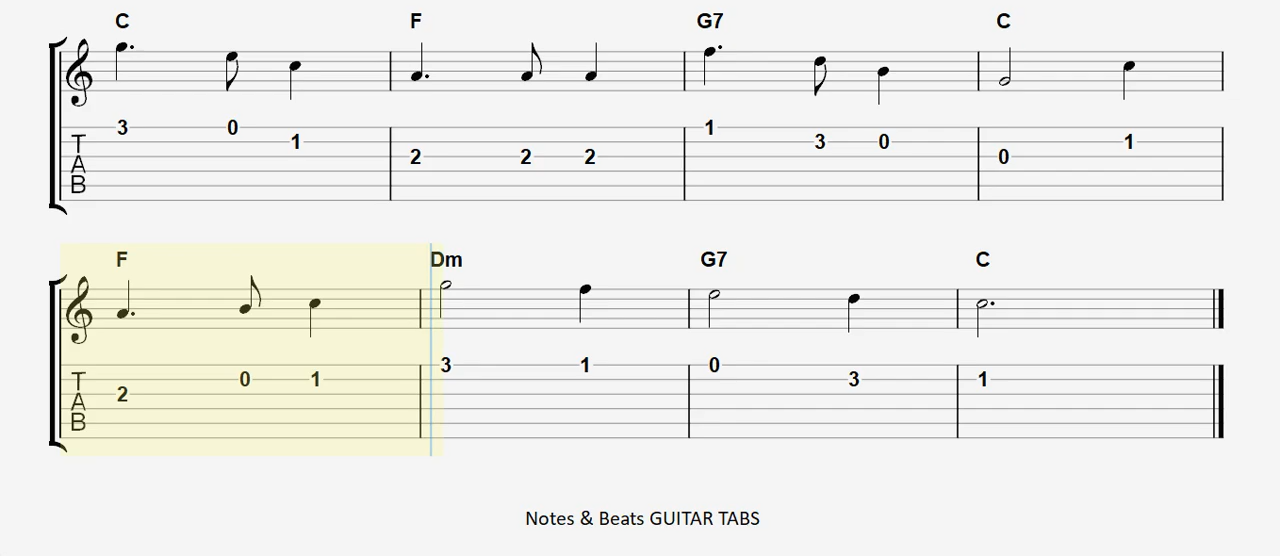 C F G7 C
3 0 1 2 2 2 1 3 0 0 1
T
A
B
F Dm G7 C
2 0 1 3 1 0 3 1
T
A
B
Notes & Beats GUITAR TABS